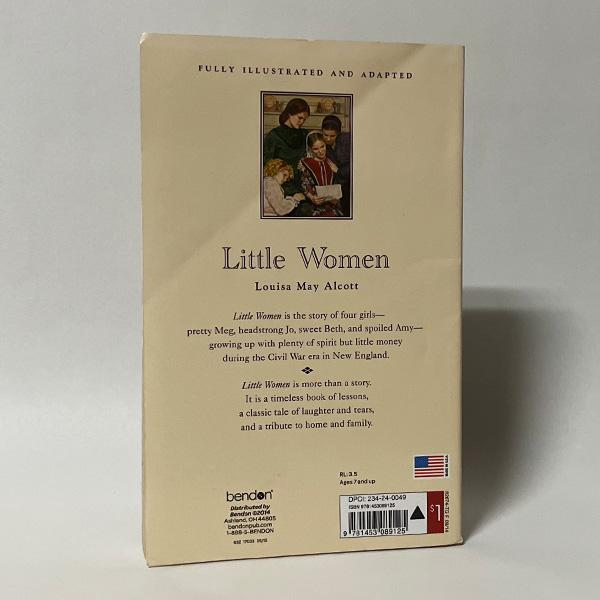 FULLY ILLUSTRATED AND ADAPTED
Little Women
Louisa May Alcott
Little Women is the story of four girls—
pretty Meg, headstrong Jo, sweet Beth, and spoiled Amy—
growing up with plenty of spirit but little money
during the Civil War era in New England.
Little Women is more than a story.
It is a timeless book of lessons,
a classic tale of laughter and tears,
and a tribute to home and family.
RL: 3.5
Ages 7 and up
MADE IN U.S.A.
bendon®
Distributed by
Bendon ©2014
Ashland, OH 44805
bendonpub.com
1-888-5-BENDON
DPCI: 234-24-0049
ISBN 9781453089125
$1
9 781453 089125